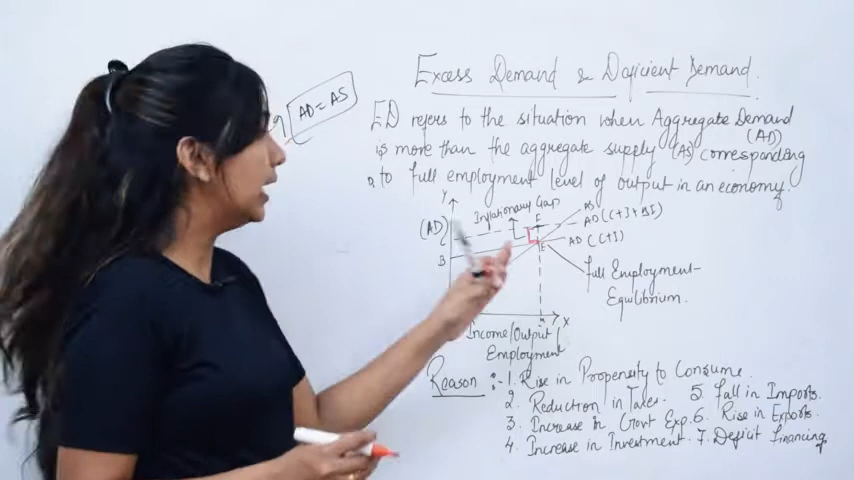 Excess Demand & Deficient Demand.
AD = AS
ED refers to the situation when Aggregate Demand
(AD)
is more than the aggregate supply (AS) corresponding
to full employment level of output in an economy.
Y
Inflationary Gap
(AD)
F
AS
AD (C+I+ΔI)
AD (C+I)
E
B
Full Employment
Equilibrium.
X
Income/Output/
Employment
Reason :- 1. Rise in Propensity to Consume.
2. Reduction in Taxes. 5. Fall in Imports.
3. Increase in Govt Exp. 6. Rise in Exports.
4. Increase in Investment. 7. Deficit Financing